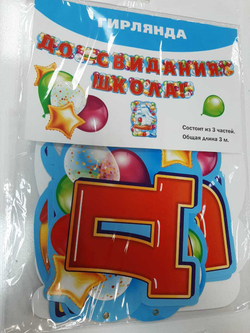 ГИРЛЯНДА
ДО СВИДАНИЯ
ШКОЛА!
Состоит из 3 частей.
Общая длина 3 м.
Д